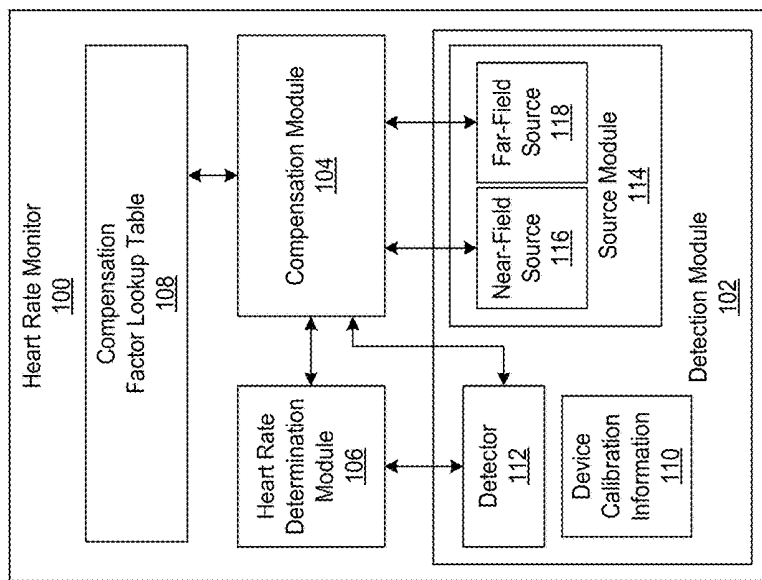 Heart Rate Monitor
100
Compensation
Factor Lookup Table
108
Heart Rate
Determination
Module
106
Compensation Module
104
Detector
112
Device
Calibration
Information
110
Near-Field
Source
116
Far-Field
Source
118
Source Module
114
Detection Module
102